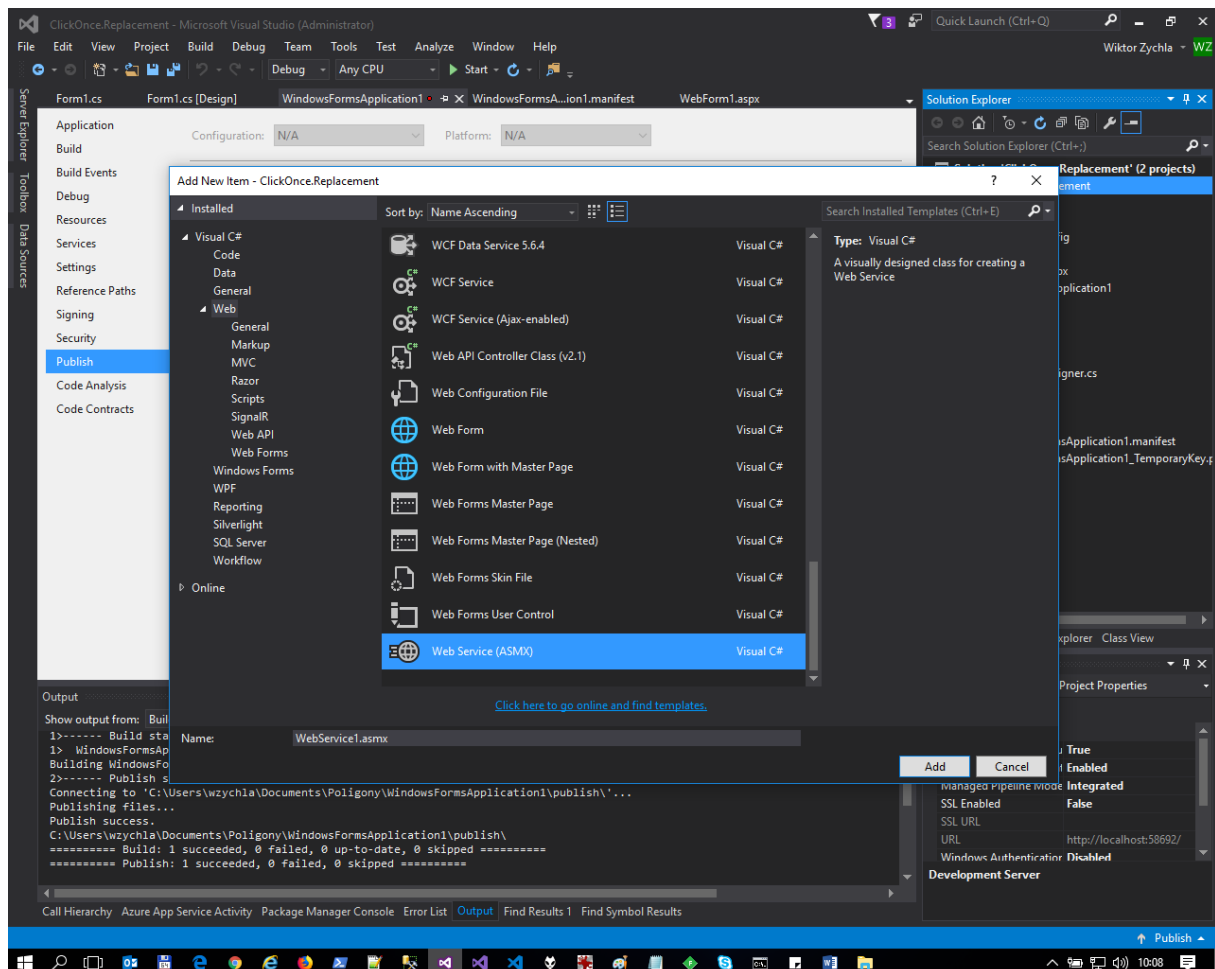 ClickOnce.Replacement - Microsoft Visual Studio (Administrator)
3
Quick Launch (Ctrl+Q)
File Edit View Project Build Debug Team Tools Test Analyze Window Help
Wiktor Zychla
WZ
Debug
Any CPU
Start
Server Explorer
Toolbox
Data Sources
Form1.cs
Form1.cs [Design]
WindowsFormsApplication1
WindowsFormsA...ion1.manifest
WebForm1.aspx
Application
Build
Build Events
Debug
Resources
Services
Settings
Reference Paths
Signing
Security
Publish
Code Analysis
Code Contracts
Configuration: N/A
Platform: N/A
Solution Explorer
Search Solution Explorer (Ctrl+;)
Replacement' (2 projects)
ement
ig
ox
pplication1
igner.cs
sApplication1.manifest
sApplication1_TemporaryKey.p
Add New Item - ClickOnce.Replacement
?
Installed
Visual C#
Code
Data
General
Web
General
Markup
MVC
Razor
Scripts
SignalR
Web API
Web Forms
Windows Forms
WPF
Reporting
Silverlight
SQL Server
Workflow
Online
Sort by: Name Ascending
Search Installed Templates (Ctrl+E)
WCF Data Service 5.6.4 Visual C#
WCF Service Visual C#
WCF Service (Ajax-enabled) Visual C#
Web API Controller Class (v2.1) Visual C#
Web Configuration File Visual C#
Web Form Visual C#
Web Form with Master Page Visual C#
Web Forms Master Page Visual C#
Web Forms Master Page (Nested) Visual C#
Web Forms Skin File Visual C#
Web Forms User Control Visual C#
Web Service (ASMX) Visual C#
Type: Visual C#
A visually designed class for creating a
Web Service
Click here to go online and find templates.
Name: WebService1.asmx
Add
Cancel
xplorer Class View
Project Properties
True
Enabled
Managed Pipeline Mode Integrated
SSL Enabled False
SSL URL
URL http://localhost:58692/
Windows Authentication Disabled
Development Server
Output
Show output from: Buil
1>------ Build sta
1> WindowsFormsAp
Building WindowsFo
2>------ Publish s
Connecting to 'C:\Users\wzychla\Documents\Poligony\WindowsFormsApplication1\publish\'...
Publishing files...
Publish success.
C:\Users\wzychla\Documents\Poligony\WindowsFormsApplication1\publish\
========== Build: 1 succeeded, 0 failed, 0 up-to-date, 0 skipped ==========
========== Publish: 1 succeeded, 0 failed, 0 skipped ==========
Call Hierarchy Azure App Service Activity Package Manager Console Error List Output Find Results 1 Find Symbol Results
Publish
10:08